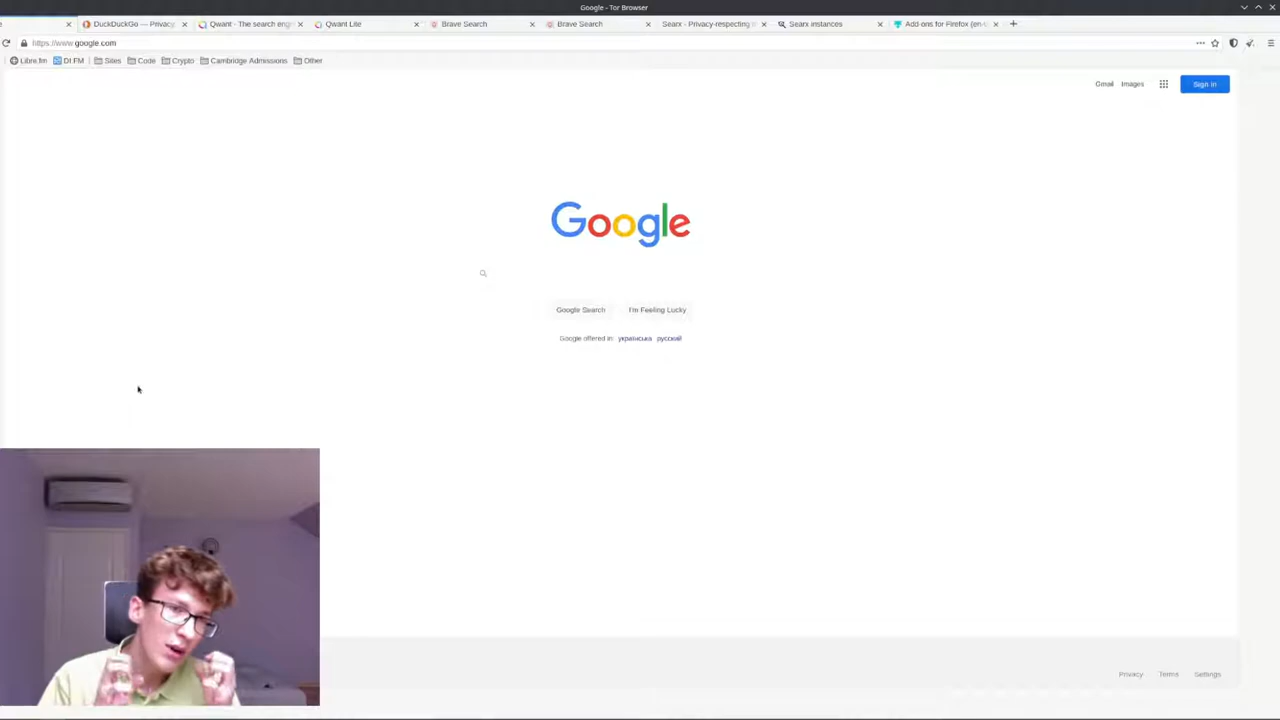 Google - Tor Browser
DuckDuckGo — Privacy
Qwant - The search eng
Qwant Lite
Brave Search
Brave Search
Searx - Privacy-respecting m
Searx instances
Add-ons for Firefox (en-
https://www.google.com
Libre.fm
DI FM
Sites
Code
Crypto
Cambridge Admissions
Other
Gmail
Images
Sign in
Google
Google Search
I'm Feeling Lucky
Google offered in: українська русский
Privacy
Terms
Settings